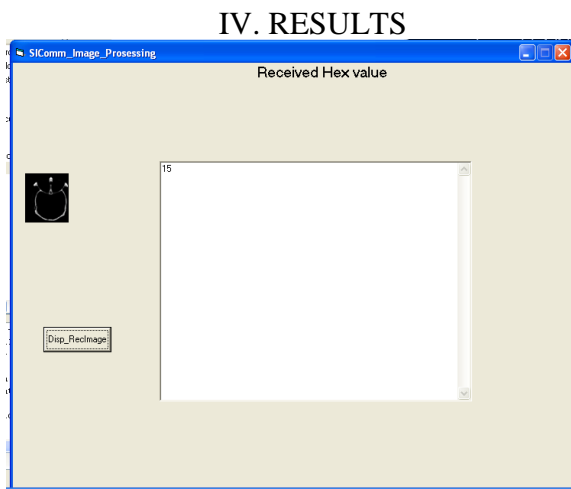 IV. RESULTS
SIComm_Image_Prosessing
Received Hex value
15
Disp_RecImage